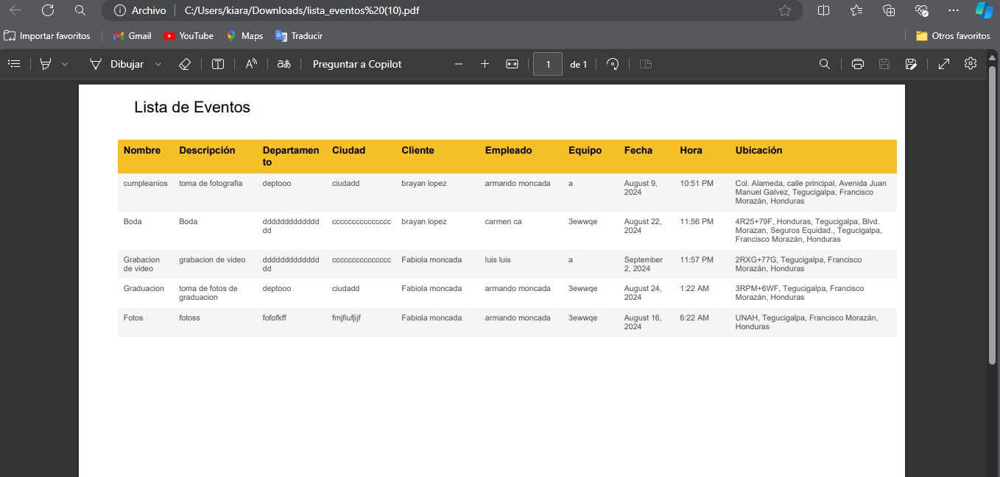 Archivo C:/Users/kiara/Downloads/lista_eventos%20(10).pdf
Importar favoritos Gmail YouTube Maps Traducir Otros favoritos
Dibujar Preguntar a Copilot 1 de 1
Lista de Eventos
Nombre Descripción Departamen Ciudad Cliente Empleado Equipo Fecha Hora Ubicación
to
cumpleanios toma de fotografia deptooo ciudadd brayan lopez armando moncada a August 9, 10:51 PM Col. Alameda, calle principal, Avenida Juan
2024 Manuel Galvez, Tegucigalpa, Francisco
Morazán, Honduras
Boda Boda ddddddddddddd ccccccccccccccc brayan lopez carmen ca 3ewwqe August 22, 11:56 PM 4R25+79F, Honduras, Tegucigalpa, Blvd.
dd 2024 Morazan, Seguros Equidad., Tegucigalpa,
Francisco Morazán, Honduras
Grabacion grabacion de video ddddddddddddd ccccccccccccccc Fabiola moncada luis luis a September 11:57 PM 2RXG+77G, Tegucigalpa, Francisco
de video dd 2, 2024 Morazán, Honduras
Graduacion toma de fotos de deptooo ciudadd Fabiola moncada armando moncada 3ewwqe August 24, 1:22 AM 3RPM+6WF, Tegucigalpa, Francisco
graduacion 2024 Morazán, Honduras
Fotos fotoss fofofkff fmjfiufjijf Fabiola moncada armando moncada 3ewwqe August 16, 6:22 AM UNAH, Tegucigalpa, Francisco Morazán,
2024 Honduras